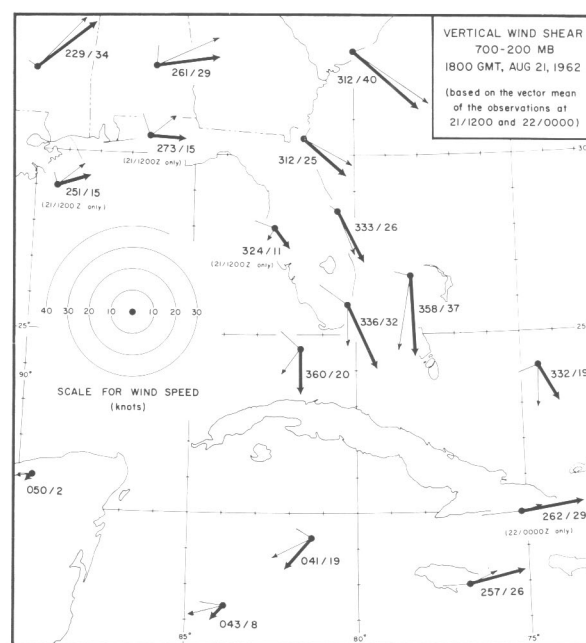 VERTICAL WIND SHEAR
700-200 MB
1800 GMT, AUG 21, 1962
(based on the vector mean
of the observations at
21/1200 and 22/0000)
229/34
261/29
312/40
273/15
(21/1200Z only)
312/25
30
251/15
(21/1200Z only)
333/26
324/11
(21/1200Z only)
358/37
40 30 20 10 10 20 30
336/32
25°
25
SCALE FOR WIND SPEED
(knots)
90°
360/20
332/19
050/2
262/29
(22/0000Z only)
041/19
257/26
043/8
85°
80°
75°